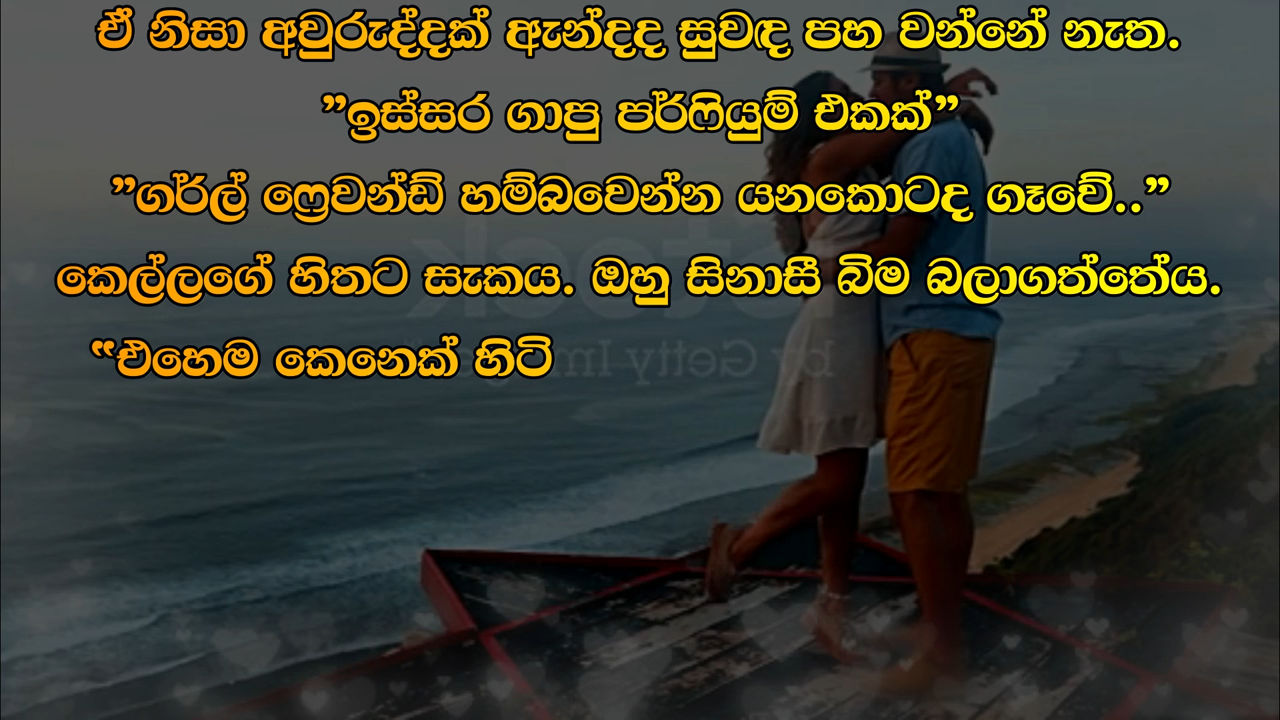 ඒ නිසා අවුරුද්දක් ඇන්දද සුවඳ පහ වන්නේ නැත.
”ඉස්සර ගාපු පර්ෆියුම් එකක්”
”ගර්ල් ෆ්‍රෙවන්ඩ් හම්බවෙන්න යනකොටද ගෑවේ..”
කෙල්ලගේ හිතට සැකය. ඔහු සිනාසී බිම බලාගත්තේය.
“එහෙම කෙනෙක් හිටි